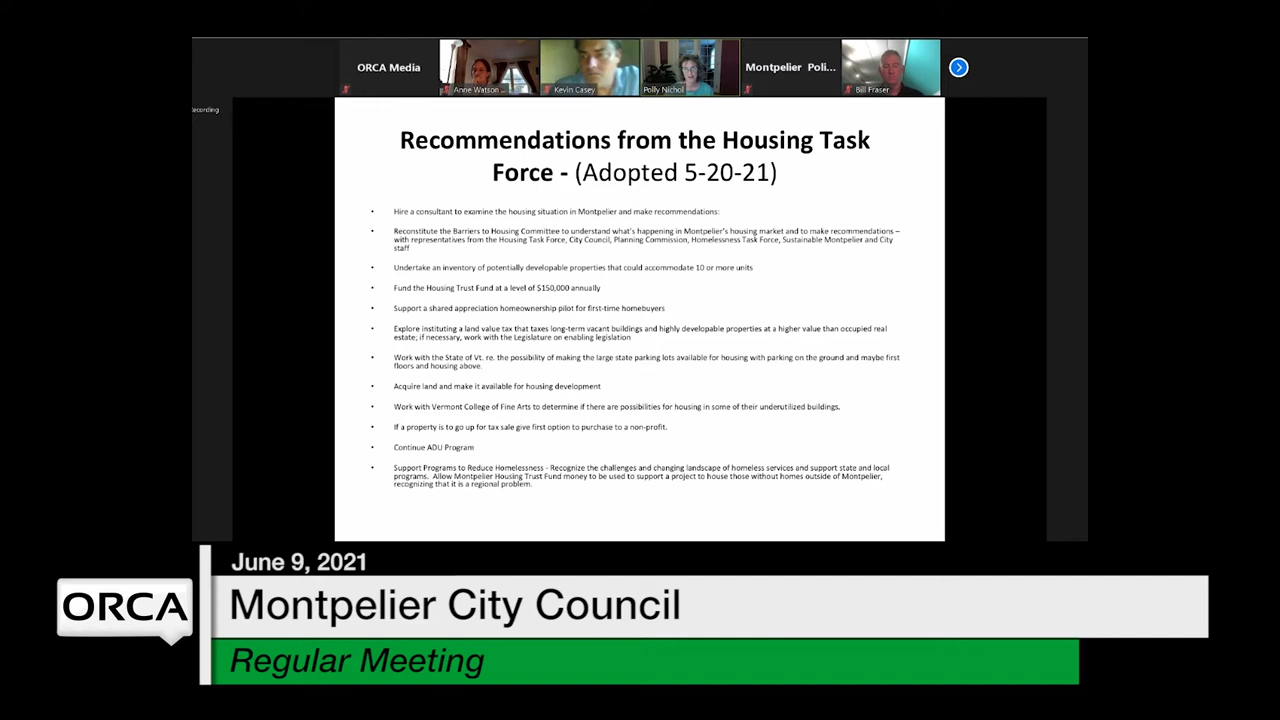 ORCA Media
Anne Watson ...
Kevin Casey
Polly Nichol
Montpelier Poli...
Bill Fraser
ecording
Recommendations from the Housing Task
Force - (Adopted 5-20-21)
• Hire a consultant to examine the housing situation in Montpelier and make recommendations:
• Reconstitute the Barriers to Housing Committee to understand what's happening in Montpelier's housing market and to make recommendations –
with representatives from the Housing Task Force, City Council, Planning Commission, Homelessness Task Force, Sustainable Montpelier and City
staff
• Undertake an inventory of potentially developable properties that could accommodate 10 or more units
• Fund the Housing Trust Fund at a level of $150,000 annually
• Support a shared appreciation homeownership pilot for first-time homebuyers
• Explore instituting a land value tax that taxes long-term vacant buildings and highly developable properties at a higher value than occupied real
estate; if necessary, work with the Legislature on enabling legislation
• Work with the State of Vt. re. the possibility of making the large state parking lots available for housing with parking on the ground and maybe first
floors and housing above.
• Acquire land and make it available for housing development
• Work with Vermont College of Fine Arts to determine if there are possibilities for housing in some of their underutilized buildings.
• If a property is to go up for tax sale give first option to purchase to a non-profit.
• Continue ADU Program
• Support Programs to Reduce Homelessness - Recognize the challenges and changing landscape of homeless services and support state and local
programs. Allow Montpelier Housing Trust Fund money to be used to support a project to house those without homes outside of Montpelier,
recognizing that it is a regional problem.
June 9, 2021
ORCA
Montpelier City Council
Regular Meeting